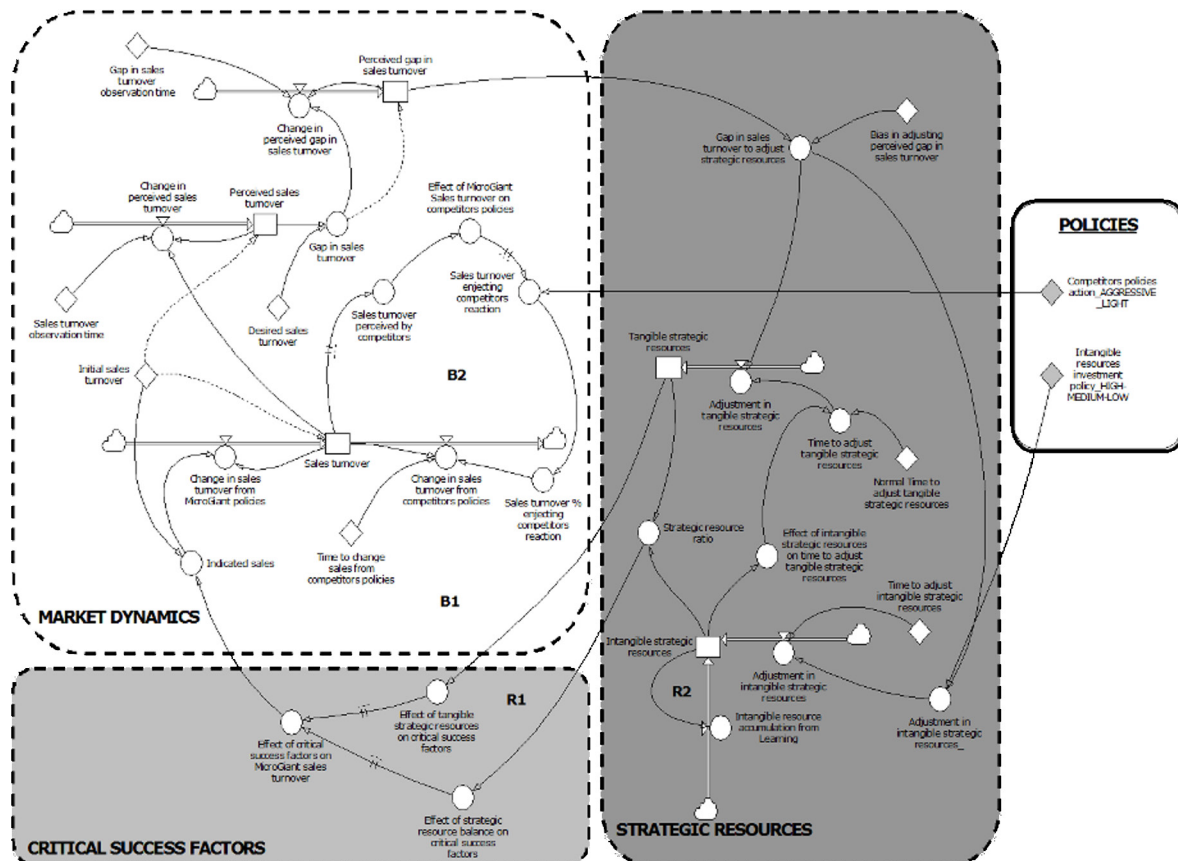 Gap in sales
turnover
observation time
Perceived gap in
sales turnover
Change in
perceived gap in
sales turnover
Change in
perceived sales
turnover
Perceived sales
turnover
Effect of MicroGiant
Sales turnover on
competitors policies
Gap in sales
turnover
Sales turnover
enjecting competitors
reaction
Sales turnover
observation time
Desired sales
turnover
Sales turnover
perceived by
competitors
Initial sales
turnover
B2
Sales turnover
Change in sales
turnover from
MicroGiant policies
Change in sales
turnover from
competitors policies
Sales turnover %
enjecting competitors
reaction
Time to change
sales from
competitors policies
Indicated sales
B1
MARKET DYNAMICS
R1
Effect of tangible
strategic resources
on critical success
factors
Effect of critical
success factors on
MicroGiant sales
turnover
Effect of strategic
resource balance on
critical success
factors
CRITICAL SUCCESS FACTORS
Gap in sales
turnover to adjust
strategic resources
Bias in adjusting
perceived gap in
sales turnover
Tangible strategic
resources
Adjustment in
tangible strategic
resources
Time to adjust
tangible strategic
resources
Normal Time to
adjust tangible
strategic resources
Strategic resource
ratio
Effect of intangible
strategic resources
on time to adjust
tangible strategic
resources
Time to adjust
intangible strategic
resources
Intangible strategic
resources
Adjustment in
intangible strategic
resources
R2
Intangible resource
accumulation from
Learning
Adjustment in
intangible strategic
resources_
STRATEGIC RESOURCES
POLICIES
Competitors policies
action_AGGRESSIVE
_LIGHT
Intangible
resources
investment
policy_HIGH-
MEDIUM-LOW